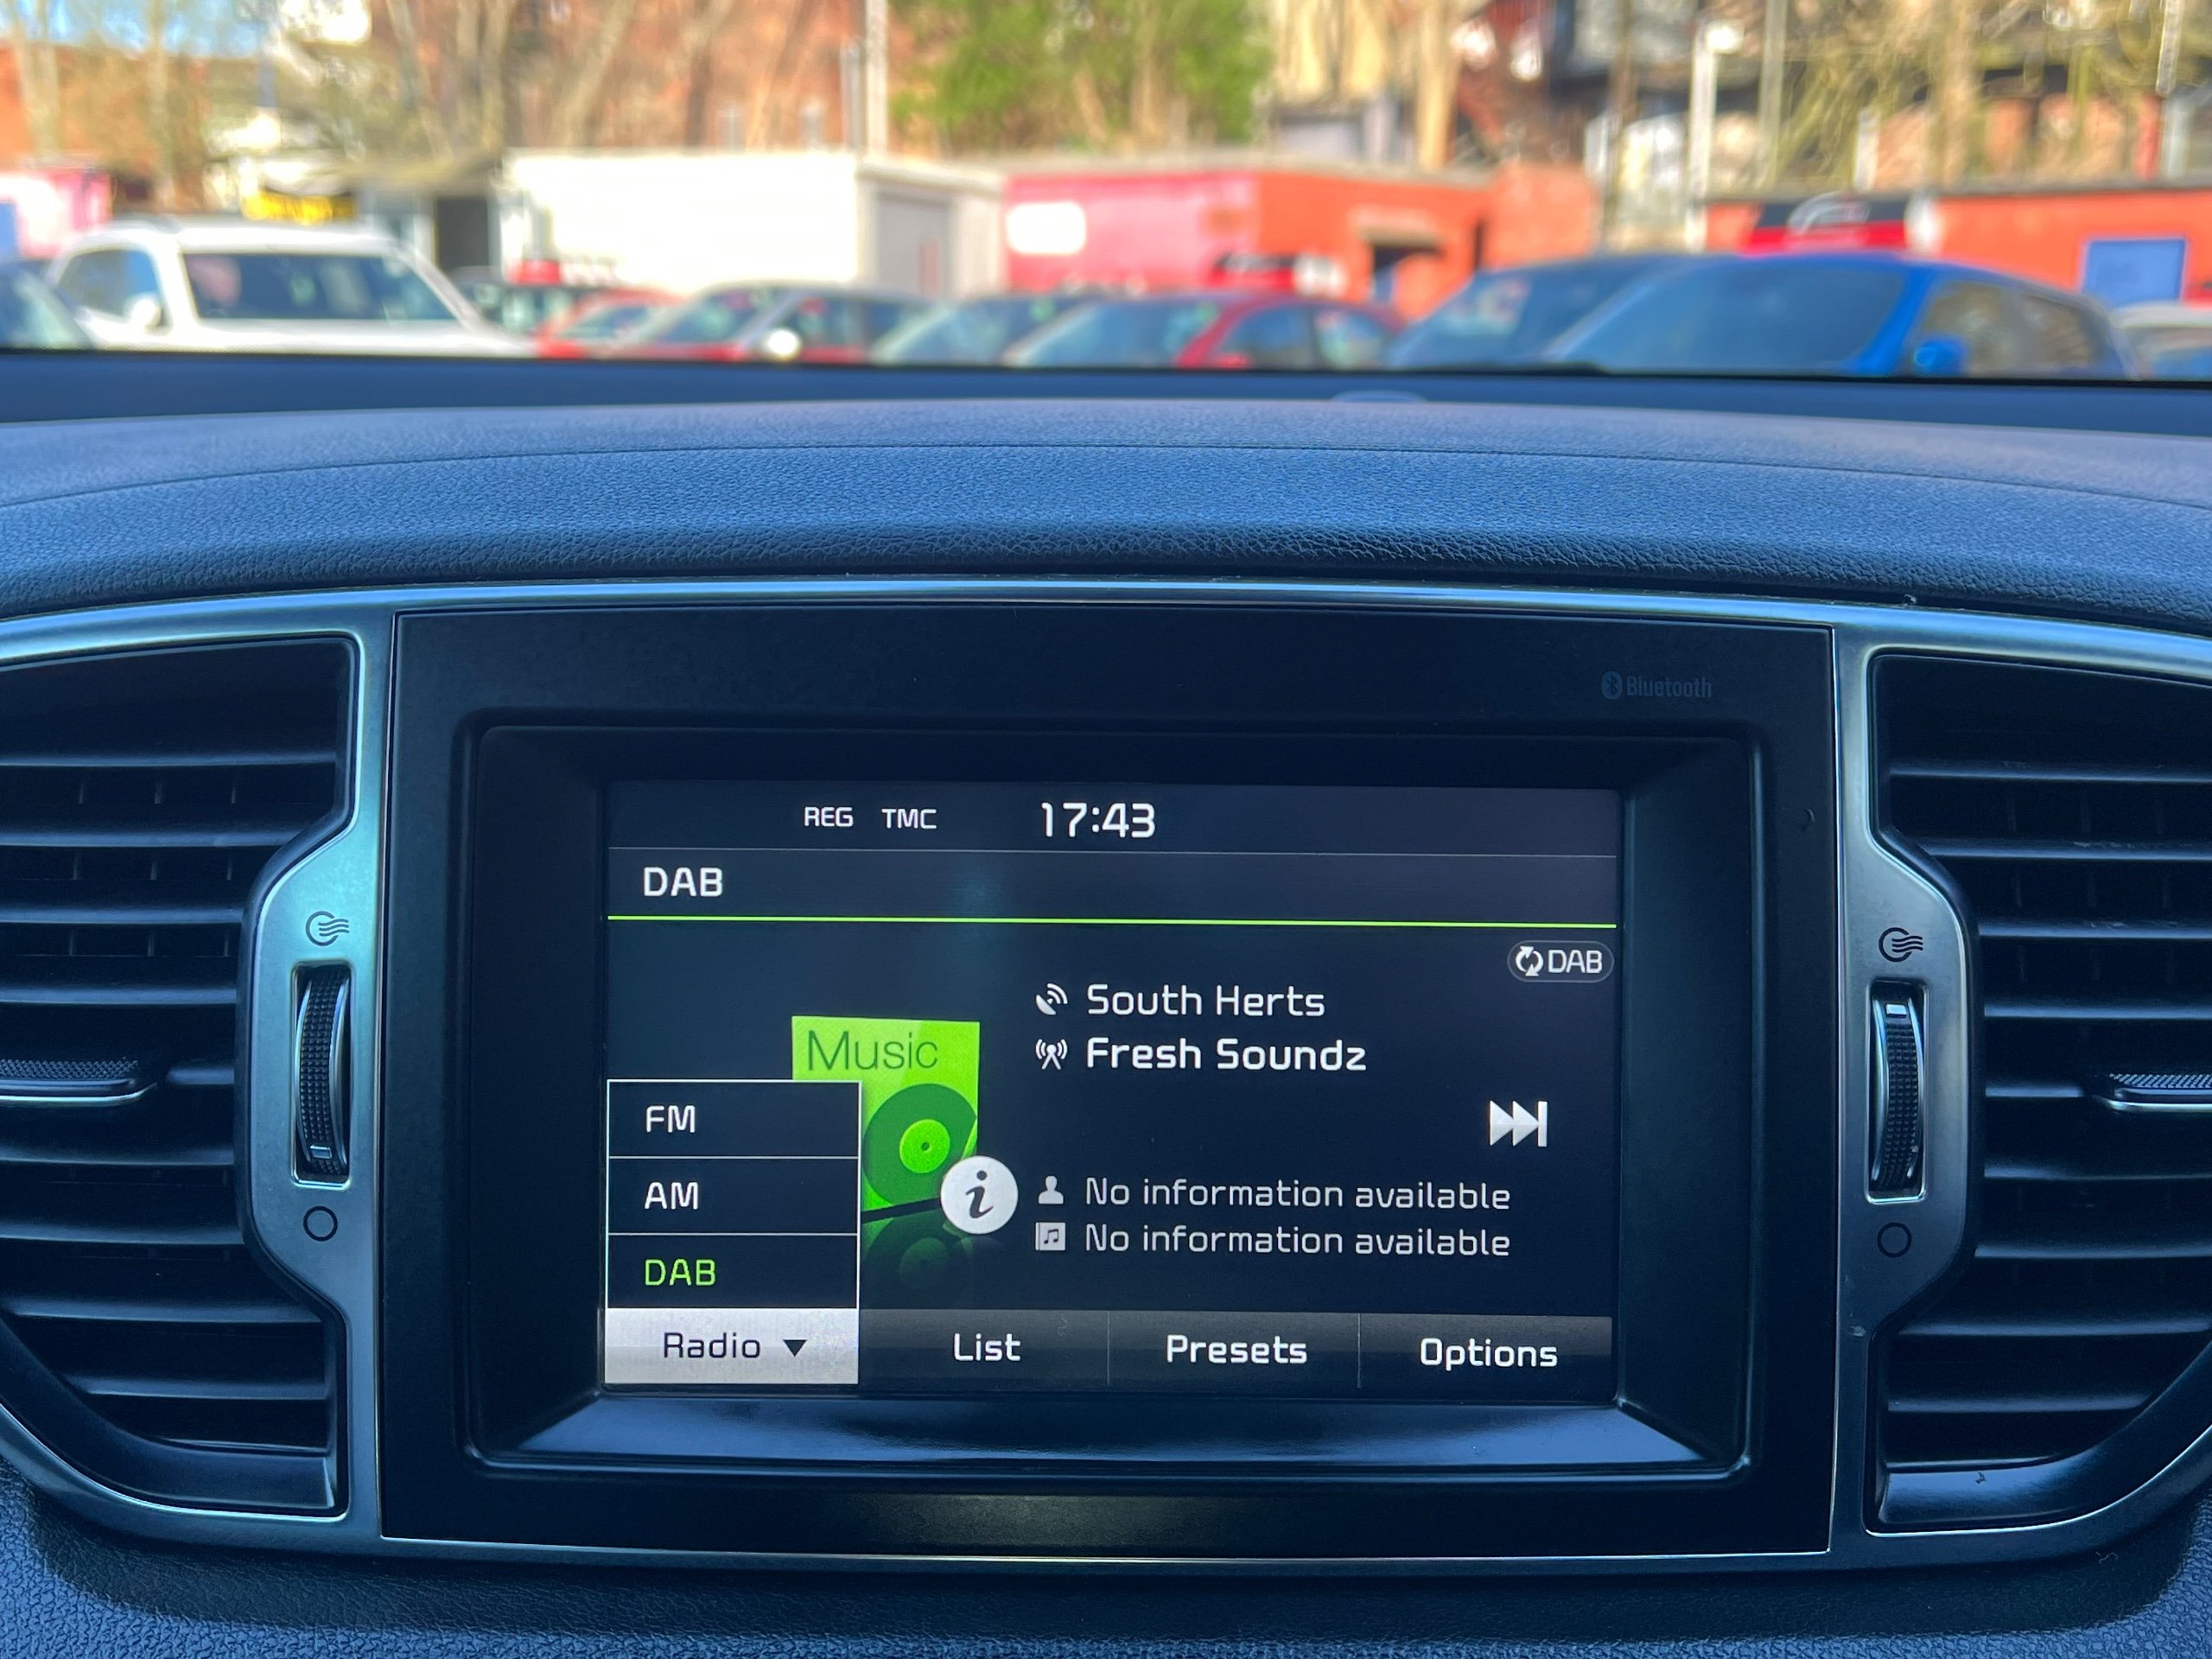 Bluetooth
REG TMC 17:43
DAB
DAB
South Herts
Fresh Soundz
Music
FM
AM
DAB
i
No information available
No information available
Radio List Presets Options